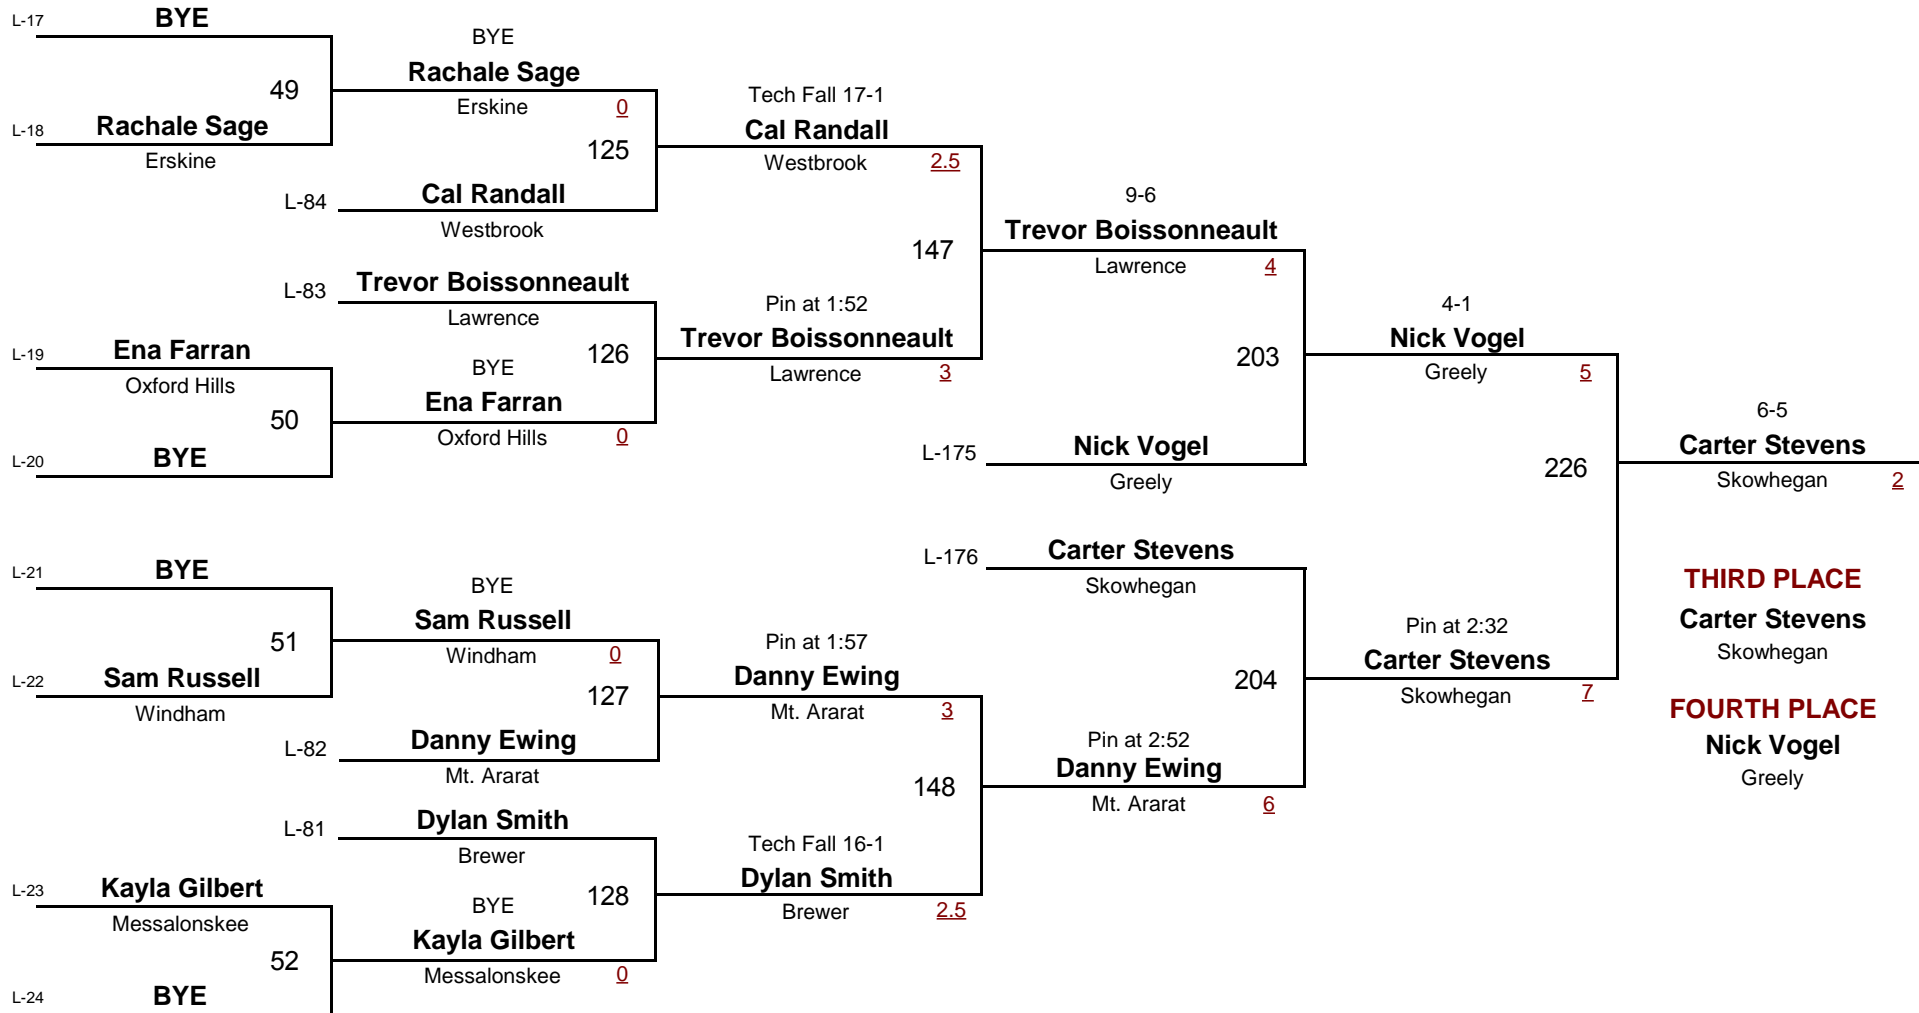 L-17
BYE
49
L-18
Rachale Sage
Erskine
BYE
Rachale Sage
Erskine
0
125
L-84
Cal Randall
Westbrook
Tech Fall 17-1
Cal Randall
Westbrook
2.5
147
L-83
Trevor Boissonneault
Lawrence
126
L-19
Ena Farran
Oxford Hills
50
L-20
BYE
BYE
Ena Farran
Oxford Hills
0
Pin at 1:52
Trevor Boissonneault
Lawrence
3
9-6
Trevor Boissonneault
Lawrence
4
203
L-175
Nick Vogel
Greely
4-1
Nick Vogel
Greely
5
226
6-5
Carter Stevens
Skowhegan
2
L-21
BYE
51
L-22
Sam Russell
Windham
BYE
Sam Russell
Windham
0
127
L-82
Danny Ewing
Mt. Ararat
Pin at 1:57
Danny Ewing
Mt. Ararat
3
148
L-81
Dylan Smith
Brewer
128
L-23
Kayla Gilbert
Messalonskee
52
L-24
BYE
BYE
Kayla Gilbert
Messalonskee
0
Tech Fall 16-1
Dylan Smith
Brewer
2.5
L-176
Carter Stevens
Skowhegan
204
Pin at 2:52
Danny Ewing
Mt. Ararat
6
Pin at 2:32
Carter Stevens
Skowhegan
7
THIRD PLACE
Carter Stevens
Skowhegan
FOURTH PLACE
Nick Vogel
Greely